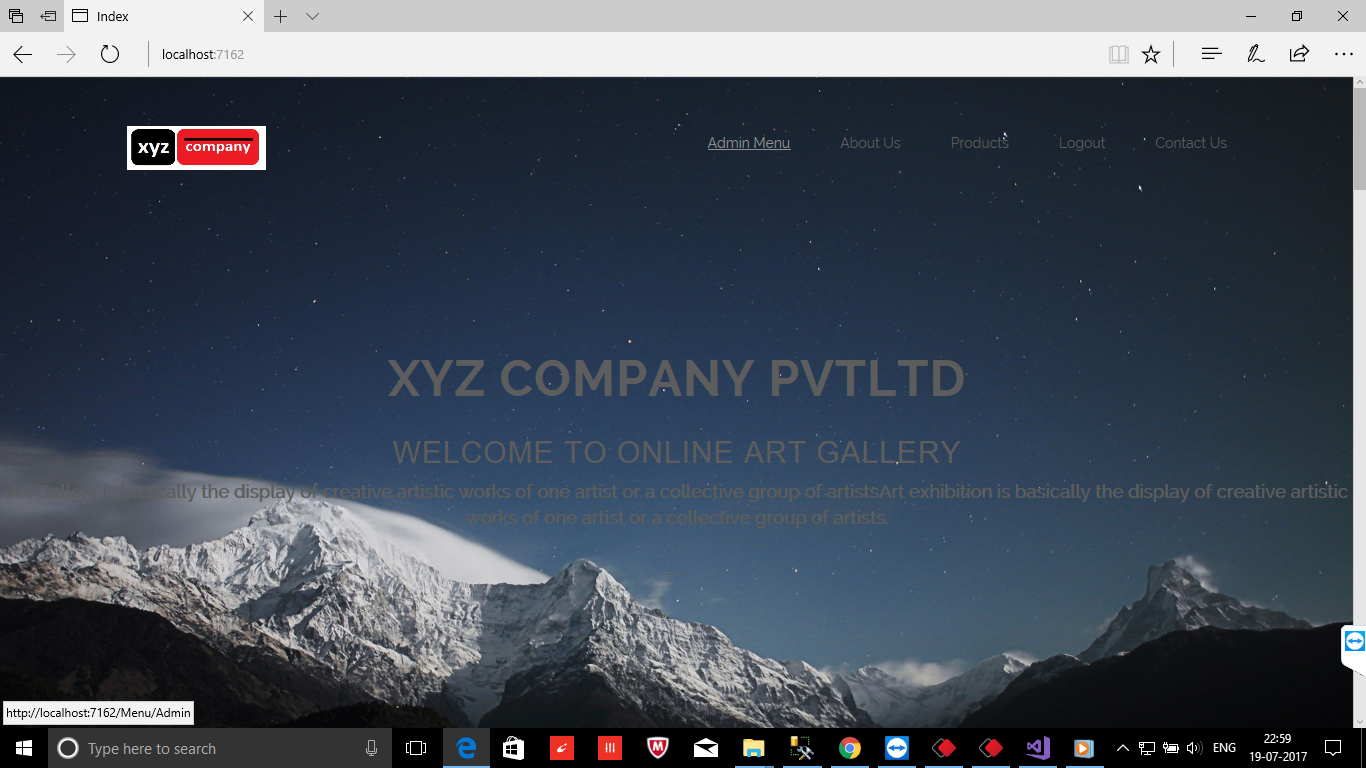 Index
localhost:7162
xyz company
Admin Menu About Us Products Logout Contact Us
XYZ COMPANY PVTLTD
WELCOME TO ONLINE ART GALLERY
the display of creative artistic works of one artist or a collective group of artistsArt exhibition is basically the display of creative artistic
works of one artist or a collective group of artists.
http://localhost:7162/Menu/Admin
Type here to search
ENG
22:59
19-07-2017